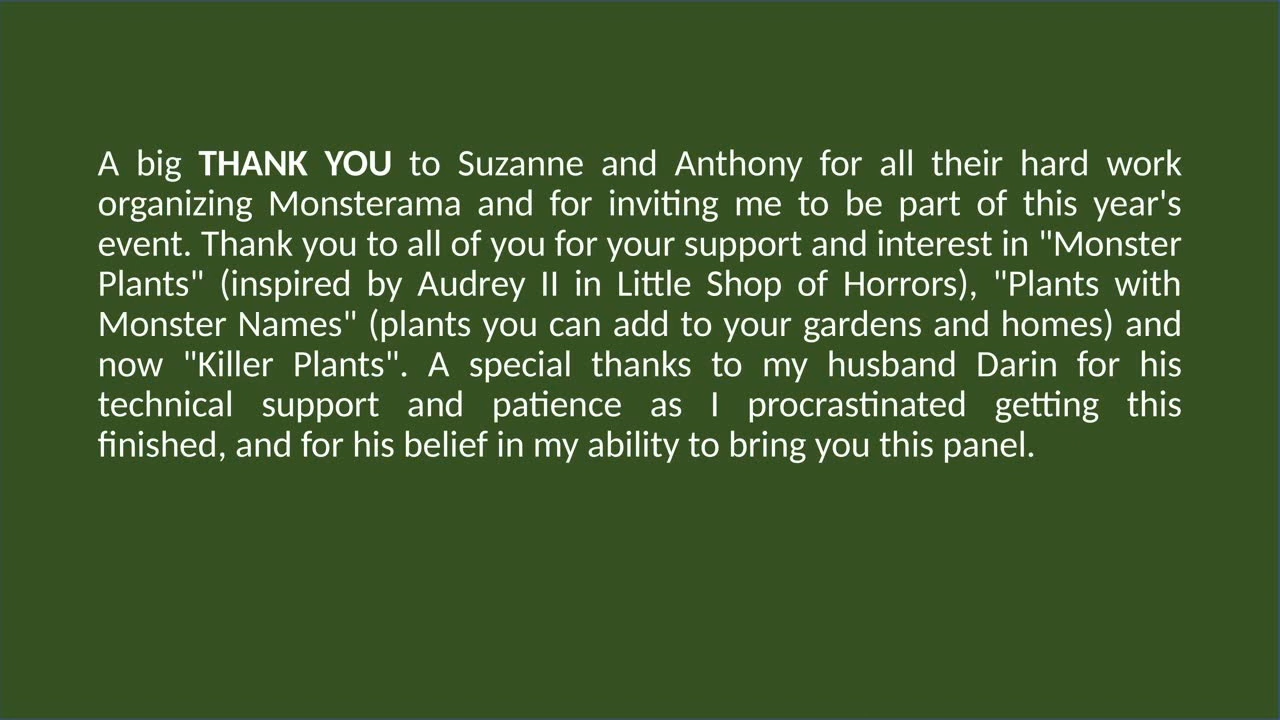 A big THANK YOU to Suzanne and Anthony for all their hard work
organizing Monsterama and for inviting me to be part of this year's
event. Thank you to all of you for your support and interest in "Monster
Plants" (inspired by Audrey II in Little Shop of Horrors), "Plants with
Monster Names" (plants you can add to your gardens and homes) and
now "Killer Plants". A special thanks to my husband Darin for his
technical support and patience as I procrastinated getting this
finished, and for his belief in my ability to bring you this panel.